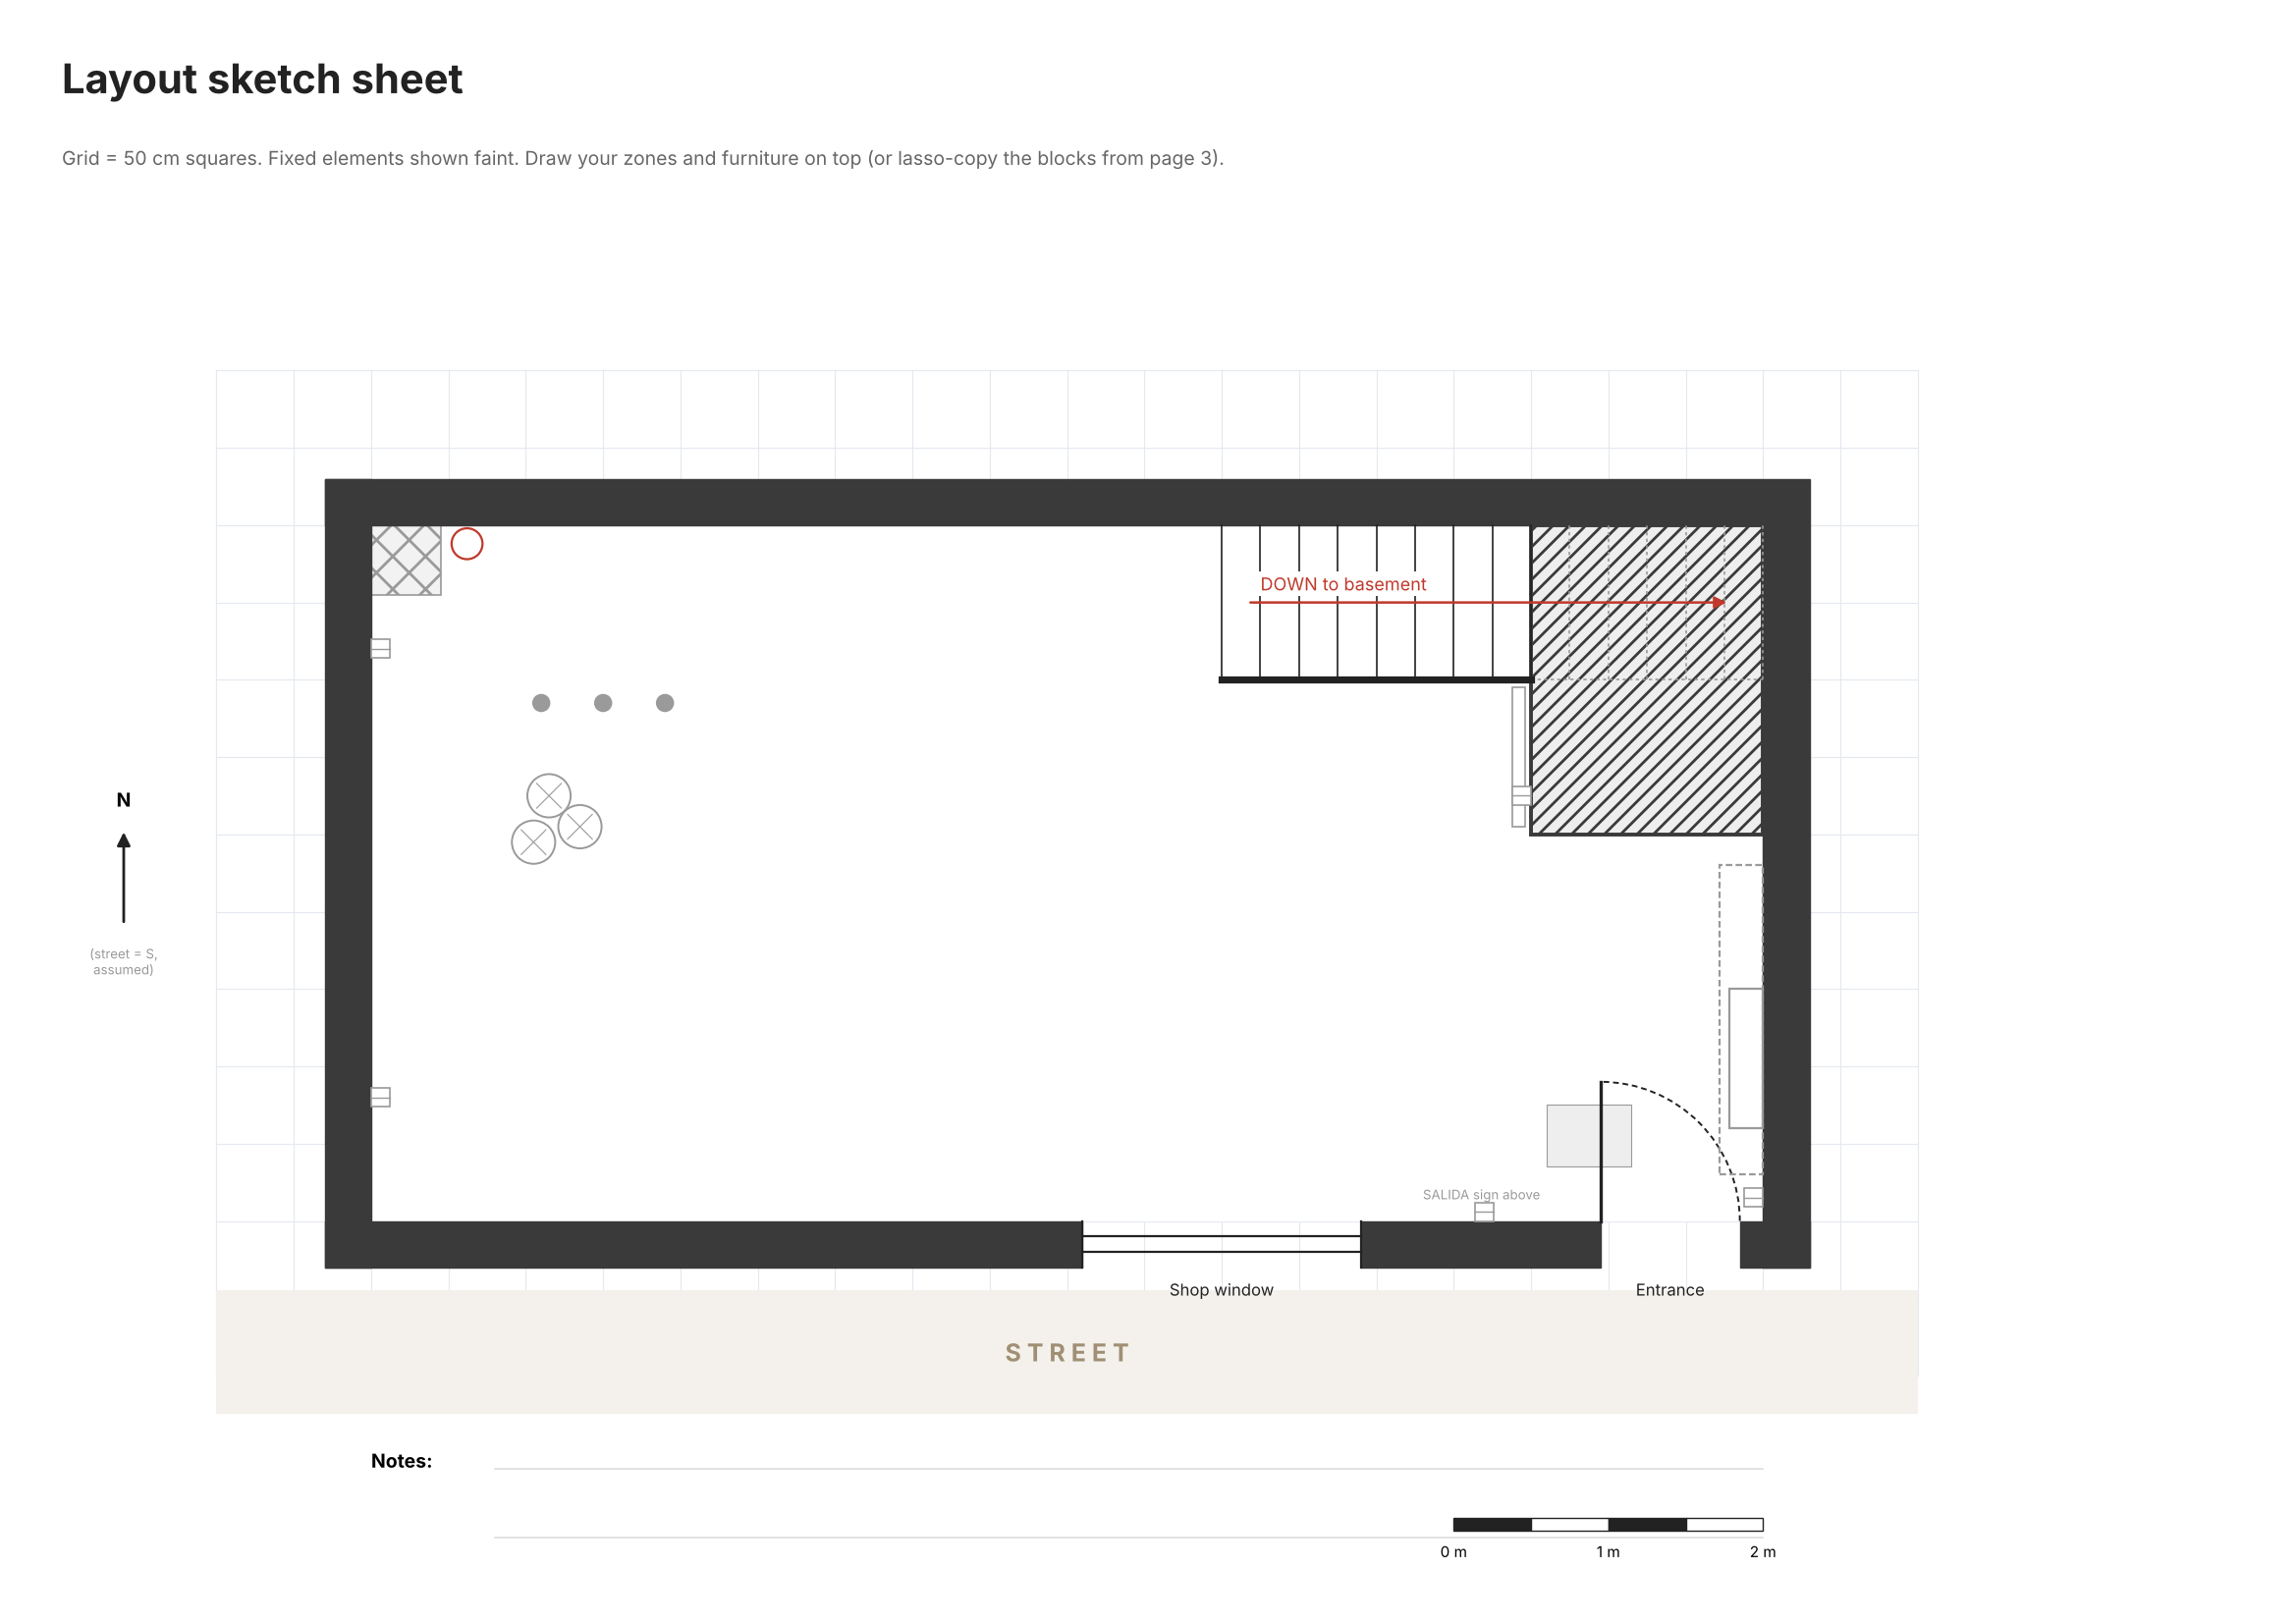 Layout sketch sheet
Grid = 50 cm squares. Fixed elements shown faint. Draw your zones and furniture on top (or lasso-copy the blocks from page 3).
DOWN to basement
N
(street = S,
assumed)
SALIDA sign above
Shop window
Entrance
STREET
Notes:
0 m
1 m
2 m